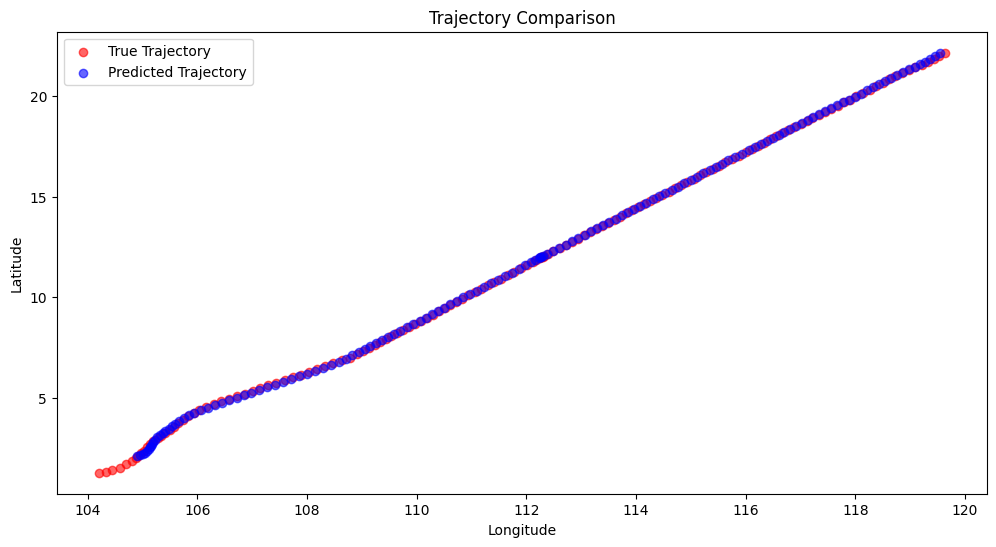 Trajectory Comparison
True Trajectory
Predicted Trajectory
20
15
10
5
Latitude
104 106 108 110 112 114 116 118 120
Longitude